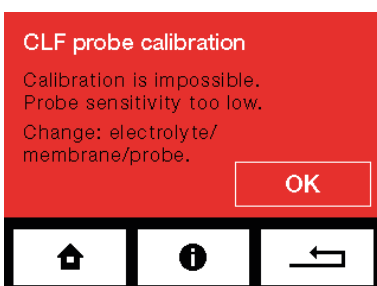 CLF probe calibration
Calibration is impossible.
Probe sensitivity too low.
Change: electrolyte/
membrane/probe.
OK